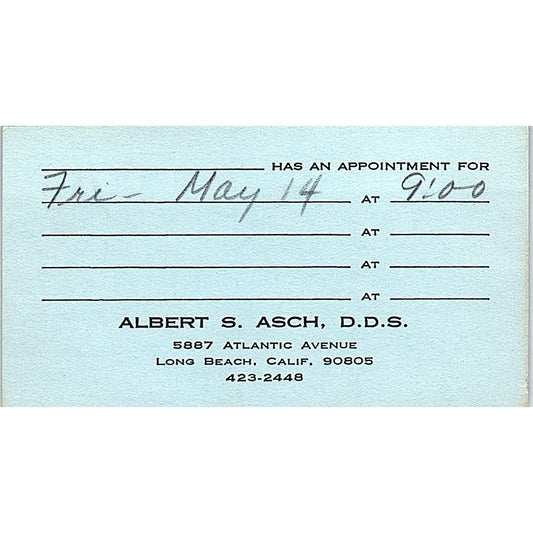 HAS AN APPOINTMENT FOR
Fri - May 14 AT 9:00
AT
AT
AT
ALBERT S. ASCH, D.D.S.
5887 ATLANTIC AVENUE
LONG BEACH, CALIF, 90805
423-2448